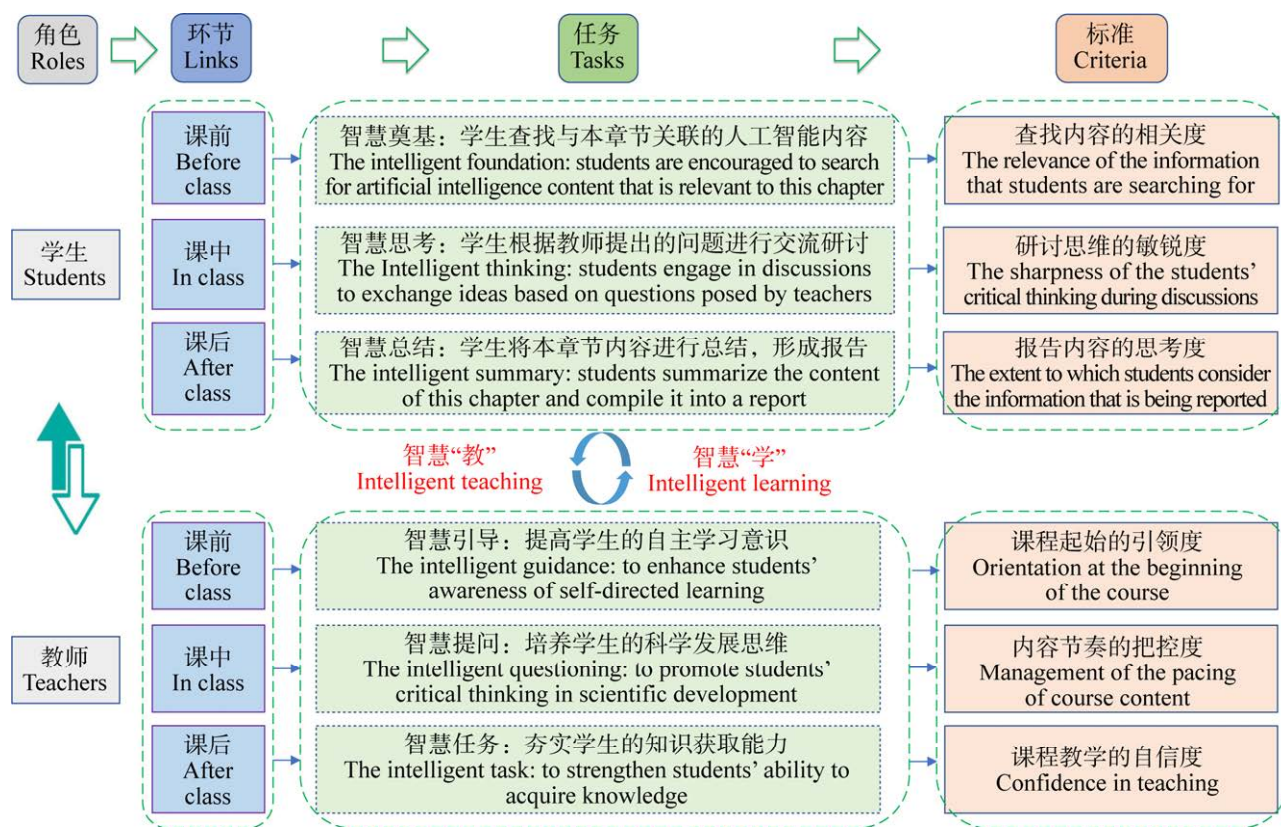 角色
Roles
环节
Links
任务
Tasks
标准
Criteria
学生
Students
课前
Before
class
智慧奠基：学生查找与本章节关联的人工智能内容
The intelligent foundation: students are encouraged to search
for artificial intelligence content that is relevant to this chapter
查找内容的相关度
The relevance of the information
that students are searching for
课中
In class
智慧思考：学生根据教师提出的问题进行交流研讨
The Intelligent thinking: students engage in discussions
to exchange ideas based on questions posed by teachers
研讨思维的敏锐度
The sharpness of the students’
critical thinking during discussions
课后
After
class
智慧总结：学生将本章节内容进行总结，形成报告
The intelligent summary: students summarize the content
of this chapter and compile it into a report
报告内容的思考度
The extent to which students consider
the information that is being reported
智慧“教”
Intelligent teaching
智慧“学”
Intelligent learning
教师
Teachers
课前
Before
class
智慧引导：提高学生的自主学习意识
The intelligent guidance: to enhance students’
awareness of self-directed learning
课程起始的引领度
Orientation at the beginning
of the course
课中
In class
智慧提问：培养学生的科学发展思维
The intelligent questioning: to promote students’
critical thinking in scientific development
内容节奏的把控度
Management of the pacing
of course content
课后
After
class
智慧任务：夯实学生的知识获取能力
The intelligent task: to strengthen students’ ability to
acquire knowledge
课程教学的自信度
Confidence in teaching